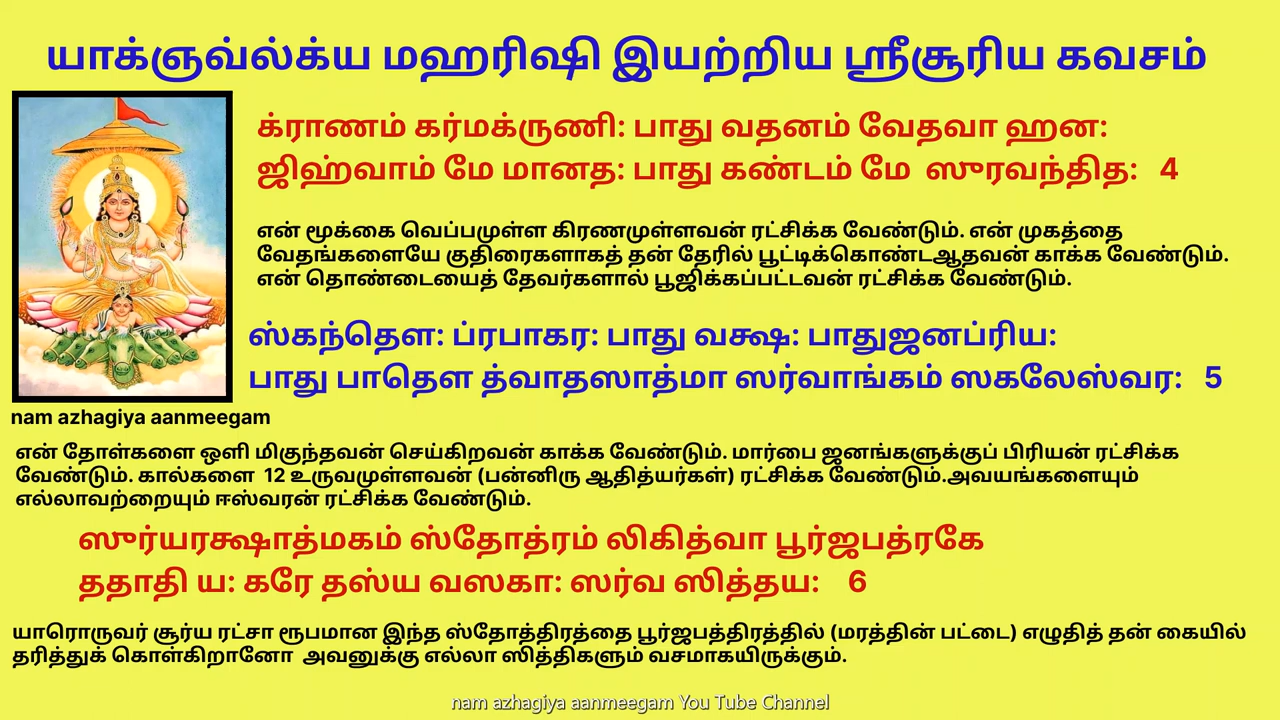 யாக்ஞவ்ல்க்ய மஹரிஷி இயற்றிய ஸ்ரீசூரிய கவசம்
க்ராணம் கர்மக்ருணி: பாது வதனம் வேதவா ஹன:
ஜிஹ்வாம் மே மானத: பாது கண்டம் மே ஸுரவந்தித: 4
என் மூக்கை வெப்பமுள்ள கிரணமுள்ளவன் ரட்சிக்க வேண்டும். என் முகத்தை
வேதங்களையே குதிரைகளாகத் தன் தேரில் பூட்டிக்கொண்டஆதவன் காக்க வேண்டும்.
என் தொண்டையைத் தேவர்களால் பூஜிக்கப்பட்டவன் ரட்சிக்க வேண்டும்.
ஸ்கந்தௌ: ப்ரபாகர: பாது வக்ஷ: பாதுஜனப்ரிய:
பாது பாதௌ த்வாதஸாத்மா ஸர்வாங்கம் ஸகலேஸ்வர: 5
nam azhagiya aanmeegam
என் தோள்களை ஒளி மிகுந்தவன் செய்கிறவன் காக்க வேண்டும். மார்பை ஜனங்களுக்குப் பிரியன் ரட்சிக்க
வேண்டும். கால்களை 12 உருவமுள்ளவன் (பன்னிரு ஆதித்யர்கள்) ரட்சிக்க வேண்டும்.அவயங்களையும்
எல்லாவற்றையும் ஈஸ்வரன் ரட்சிக்க வேண்டும்.
ஸுர்யரக்ஷாத்மகம் ஸ்தோத்ரம் லிகித்வா பூர்ஜபத்ரகே
ததாதி ய: கரே தஸ்ய வஸகா: ஸர்வ ஸித்தய: 6
யாரொருவர் சூர்ய ரட்சா ரூபமான இந்த ஸ்தோத்திரத்தை பூர்ஜபத்திரத்தில் (மரத்தின் பட்டை) எழுதித் தன் கையில்
தரித்துக் கொள்கிறானோ அவனுக்கு எல்லா ஸித்திகளும் வசமாகயிருக்கும்.
nam azhagiya aanmeegam You Tube Channel